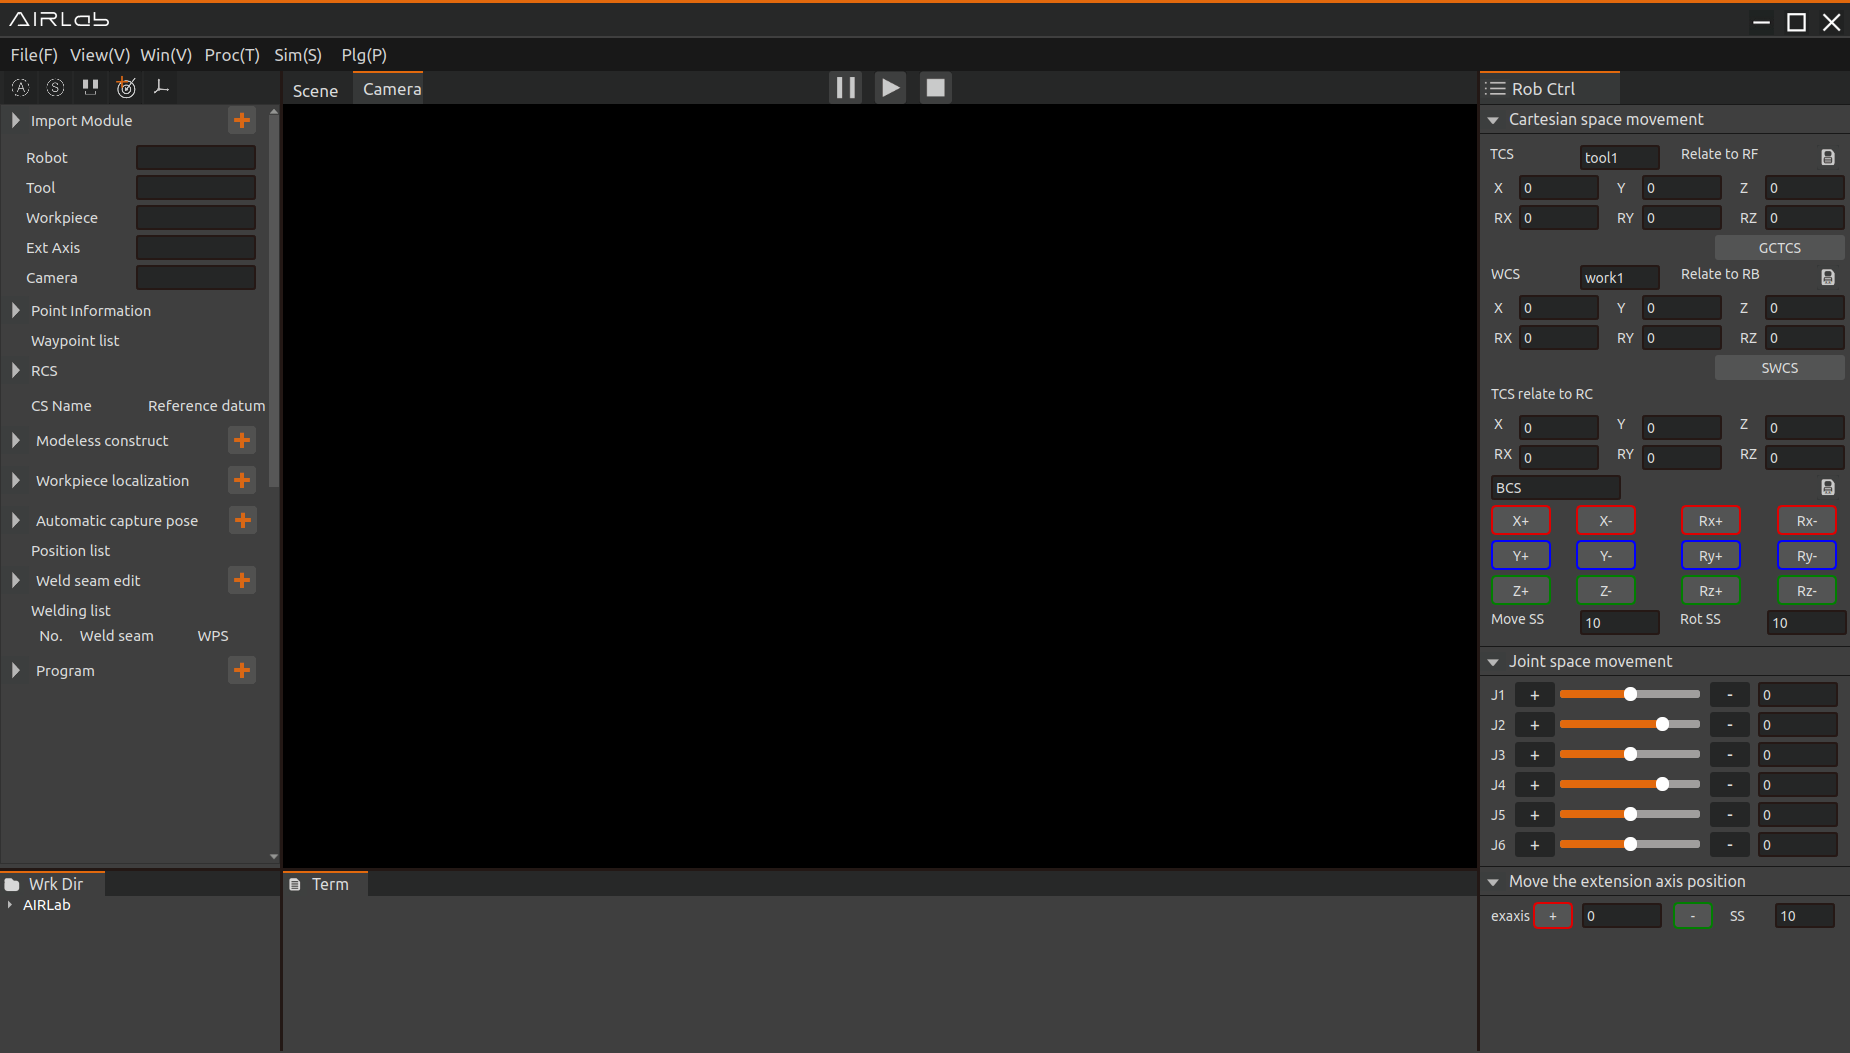 AIRLab
File(F) View(V) Win(V) Proc(T) Sim(S) Plg(P)
A S
Scene Camera
Rob Ctrl
Import Module
Robot
Tool
Workpiece
Ext Axis
Camera
Point Information
Waypoint list
RCS
CS Name Reference datum
Modeless construct
Workpiece localization
Automatic capture pose
Position list
Weld seam edit
Welding list
No. Weld seam WPS
Program
Wrk Dir
AIRLab
Term
Cartesian space movement
TCS tool1 Relate to RF
X 0 Y 0 Z 0
RX 0 RY 0 RZ 0
GCTCS
WCS work1 Relate to RB
X 0 Y 0 Z 0
RX 0 RY 0 RZ 0
SWCS
TCS relate to RC
X 0 Y 0 Z 0
RX 0 RY 0 RZ 0
BCS
X+ X- Rx+ Rx-
Y+ Y- Ry+ Ry-
Z+ Z- Rz+ Rz-
Move SS 10 Rot SS 10
Joint space movement
J1 + - 0
J2 + - 0
J3 + - 0
J4 + - 0
J5 + - 0
J6 + - 0
Move the extension axis position
exaxis + 0 - SS 10